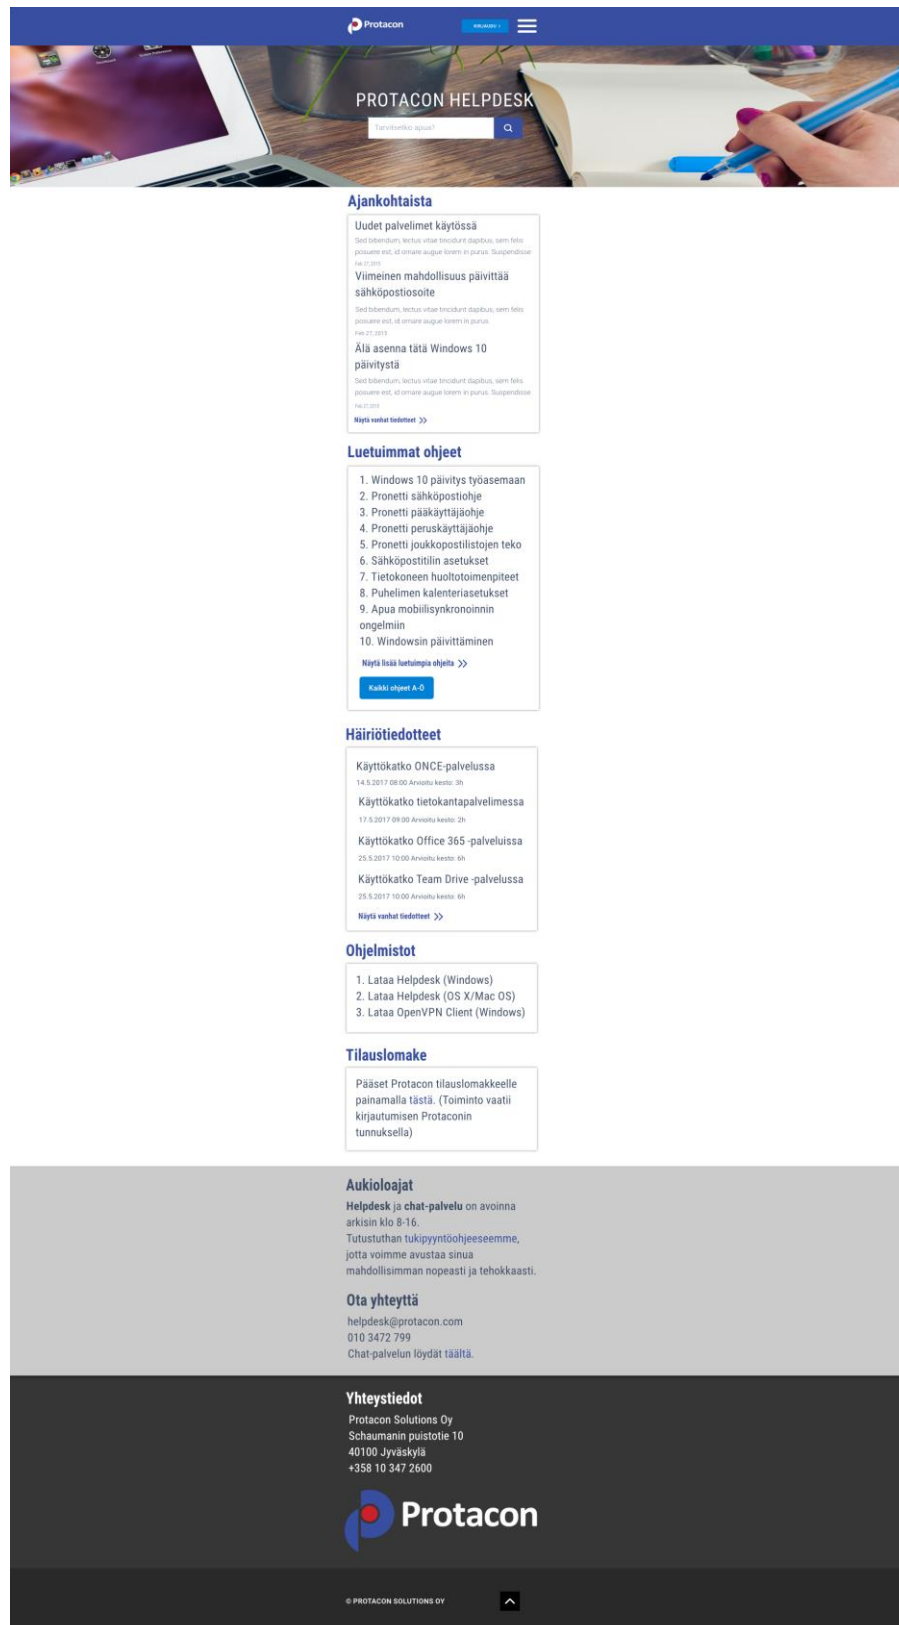 Protacon
KIRJAUDU >
PROTACON HELPDESK
Tarvitsetko apua?
Ajankohtaista
Uudet palvelimet käytössä
Sed bibendum, lectus vitae tincidunt dapibus, sem felis
posuere est, id ornare augue lorem in purus. Suspendisse
Feb 27, 2015
Viimeinen mahdollisuus päivittää
sähköpostiosoite
Sed bibendum, lectus vitae tincidunt dapibus, sem felis
posuere est, id ornare augue lorem in purus.
Feb 27, 2015
Älä asenna tätä Windows 10
päivitystä
Sed bibendum, lectus vitae tincidunt dapibus, sem felis
posuere est, id ornare augue lorem in purus. Suspendisse
Feb 27, 2015
Näytä vanhat tiedotteet
Luetuimmat ohjeet
1. Windows 10 päivitys työasemaan
2. Pronetti sähköpostiohje
3. Pronetti pääkäyttäjäohje
4. Pronetti peruskäyttäjäohje
5. Pronetti joukkopostilistojen teko
6. Sähköpostitilin asetukset
7. Tietokoneen huoltotoimenpiteet
8. Puhelimen kalenteriasetukset
9. Apua mobiilisynkronoinnin
ongelmiin
10. Windowsin päivittäminen
Näytä lisää luetuimpia ohjeita
Kaikki ohjeet A-Ö
Häiriötiedotteet
Käyttökatko ONCE-palvelussa
14.5.2017 08:00 Arvioitu kesto: 3h
Käyttökatko tietokantapalvelimessa
17.5.2017 09:00 Arvioitu kesto: 2h
Käyttökatko Office 365 -palveluissa
25.5.2017 10:00 Arvioitu kesto: 6h
Käyttökatko Team Drive -palvelussa
25.5.2017 10:00 Arvioitu kesto: 6h
Näytä vanhat tiedotteet
Ohjelmistot
1. Lataa Helpdesk (Windows)
2. Lataa Helpdesk (OS X/Mac OS)
3. Lataa OpenVPN Client (Windows)
Tilauslomake
Pääset Protacon tilauslomakkeelle
painamalla tästä. (Toiminto vaatii
kirjautumisen Protaconin
tunnuksella)
Aukioloajat
Helpdesk ja chat-palvelu on avoinna
arkisin klo 8-16.
Tutustuthan tukipyyntöohjeeseemme,
jotta voimme avustaa sinua
mahdollisimman nopeasti ja tehokkaasti.
Ota yhteyttä
helpdesk@protacon.com
010 3472 799
Chat-palvelun löydät täältä.
Yhteystiedot
Protacon Solutions Oy
Schaumanin puistotie 10
40100 Jyväskylä
+358 10 347 2600
Protacon
© PROTACON SOLUTIONS OY